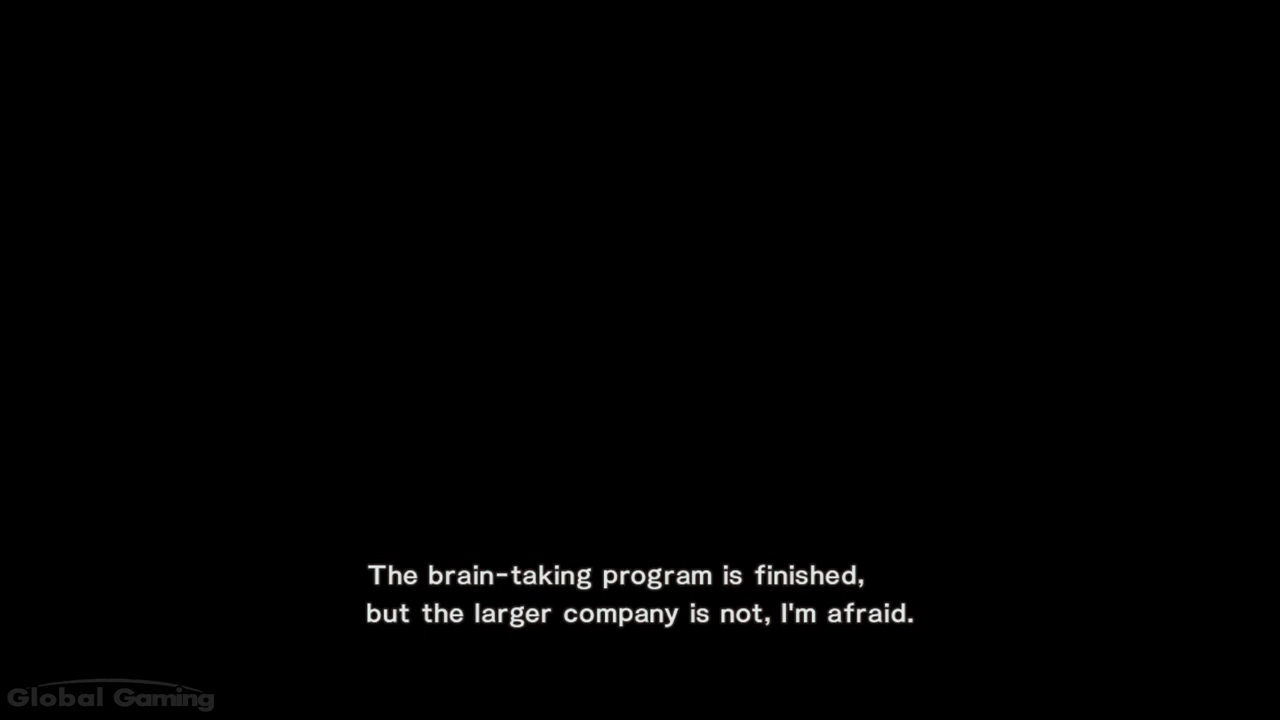 The brain-taking program is finished,
but the larger company is not, I'm afraid.
Global Gaming